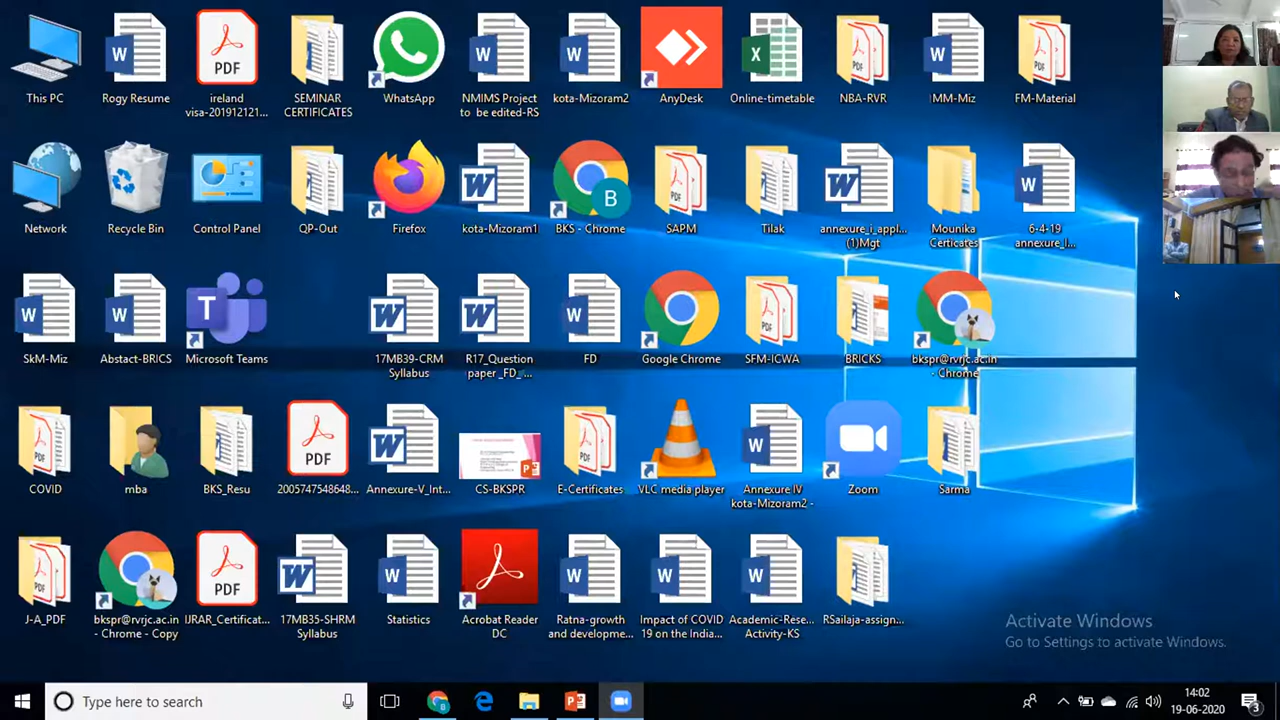 This PC
Rogy Resume
PDF
ireland
visa-201912121...
SEMINAR
CERTIFICATES
WhatsApp
NMIMS Project
to be edited-RS
kota-Mizoram2
AnyDesk
Online-timetable
NBA-RVR
MM-Miz
FM-Material
Network
Recycle Bin
Control Panel
QP-Out
Firefox
kota-Mizoram1
B
BKS - Chrome
SAPM
Tilak
annexure_i_appl...
(1)Mgt
Mounika
Certicates
6-4-19
annexure_I...
SkM-Miz
Abstact-BRICS
Microsoft Teams
17MB39-CRM
Syllabus
R17_Question
paper _FD_ ...
FD
Google Chrome
SFM-ICWA
BRICKS
bkspr@rvrjc.ac.in
- Chrome
COVID
mba
BKS_Resu
PDF
2005747548648...
Annexure-V_Int...
CS-BKSPR
E-Certificates
VLC media player
Annexure IV
kota-Mizoram2 -
Zoom
Sarma
J-A_PDF
bkspr@rvrjc.ac.in
- Chrome - Copy
PDF
IJRAR_Certificat...
17MB35-SHRM
Syllabus
Statistics
Acrobat Reader
DC
Ratna-growth
and developme...
Impact of COVID
19 on the India...
Academic-Rese...
Activity-KS
RSailaja-assign...
Activate Windows
Go to Settings to activate Windows.
Type here to search
14:02
19-06-2020
3